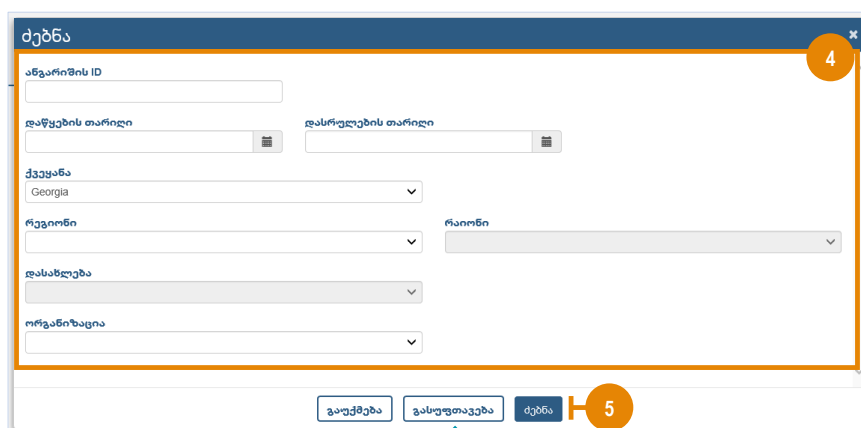 ძებნა
4
ანგარიშის ID
დაწყების თარიღი დასრულების თარიღი
ქვეყანა
Georgia
რეგიონი რაიონი
დასახლება
ორგანიზაცია
გაუქმება გასუფთავება ძებნა 5